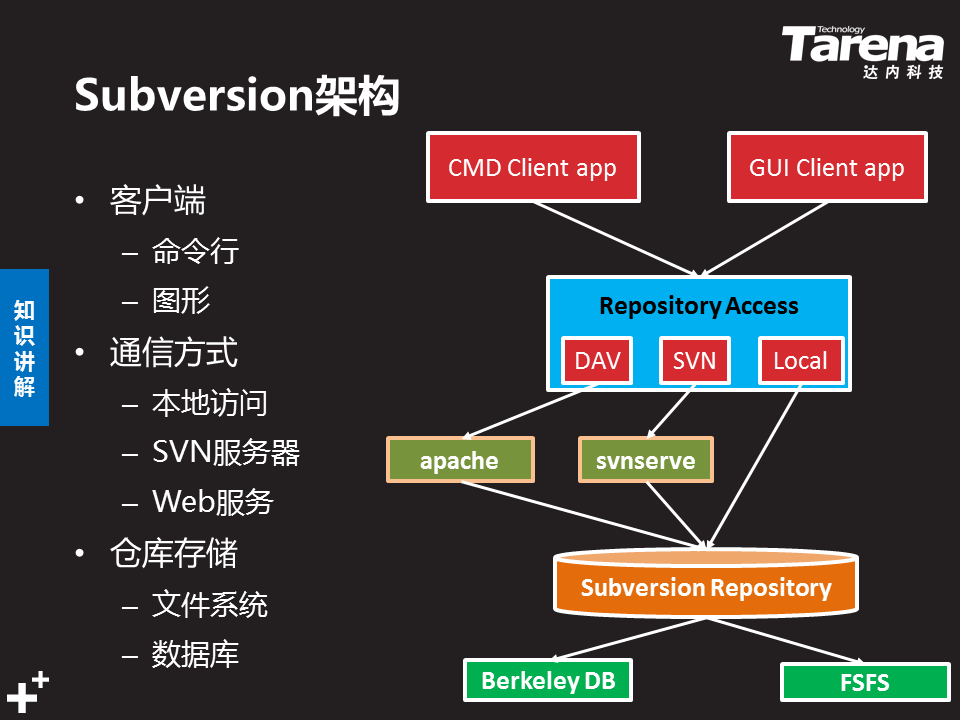 Technology
Tarena
达内科技
Subversion架构
• 客户端
– 命令行
– 图形
• 通信方式
– 本地访问
– SVN服务器
– Web服务
• 仓库存储
– 文件系统
– 数据库
知识讲解
CMD Client app
GUI Client app
Repository Access
DAV
SVN
Local
apache
svnserve
Subversion Repository
Berkeley DB
FSFS